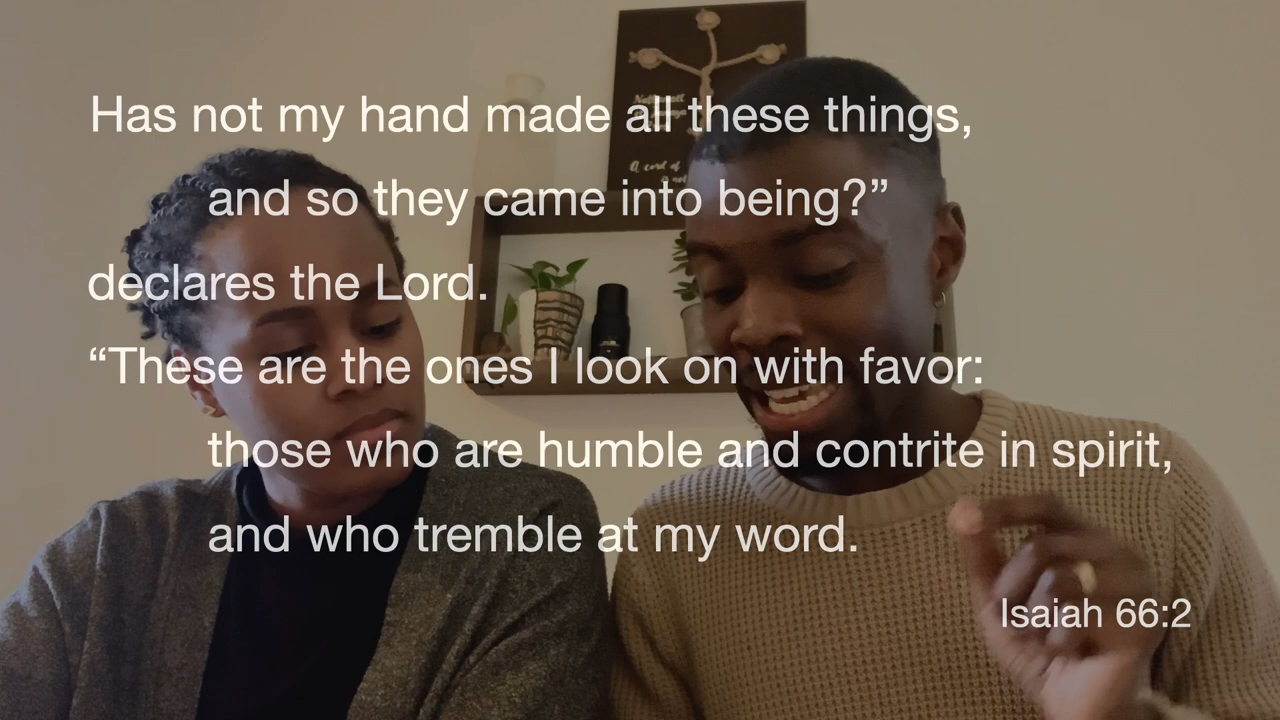 Has not my hand made all these things,
and so they came into being?”
declares the Lord.
“These are the ones I look on with favor:
those who are humble and contrite in spirit,
and who tremble at my word.
Isaiah 66:2
A cord of